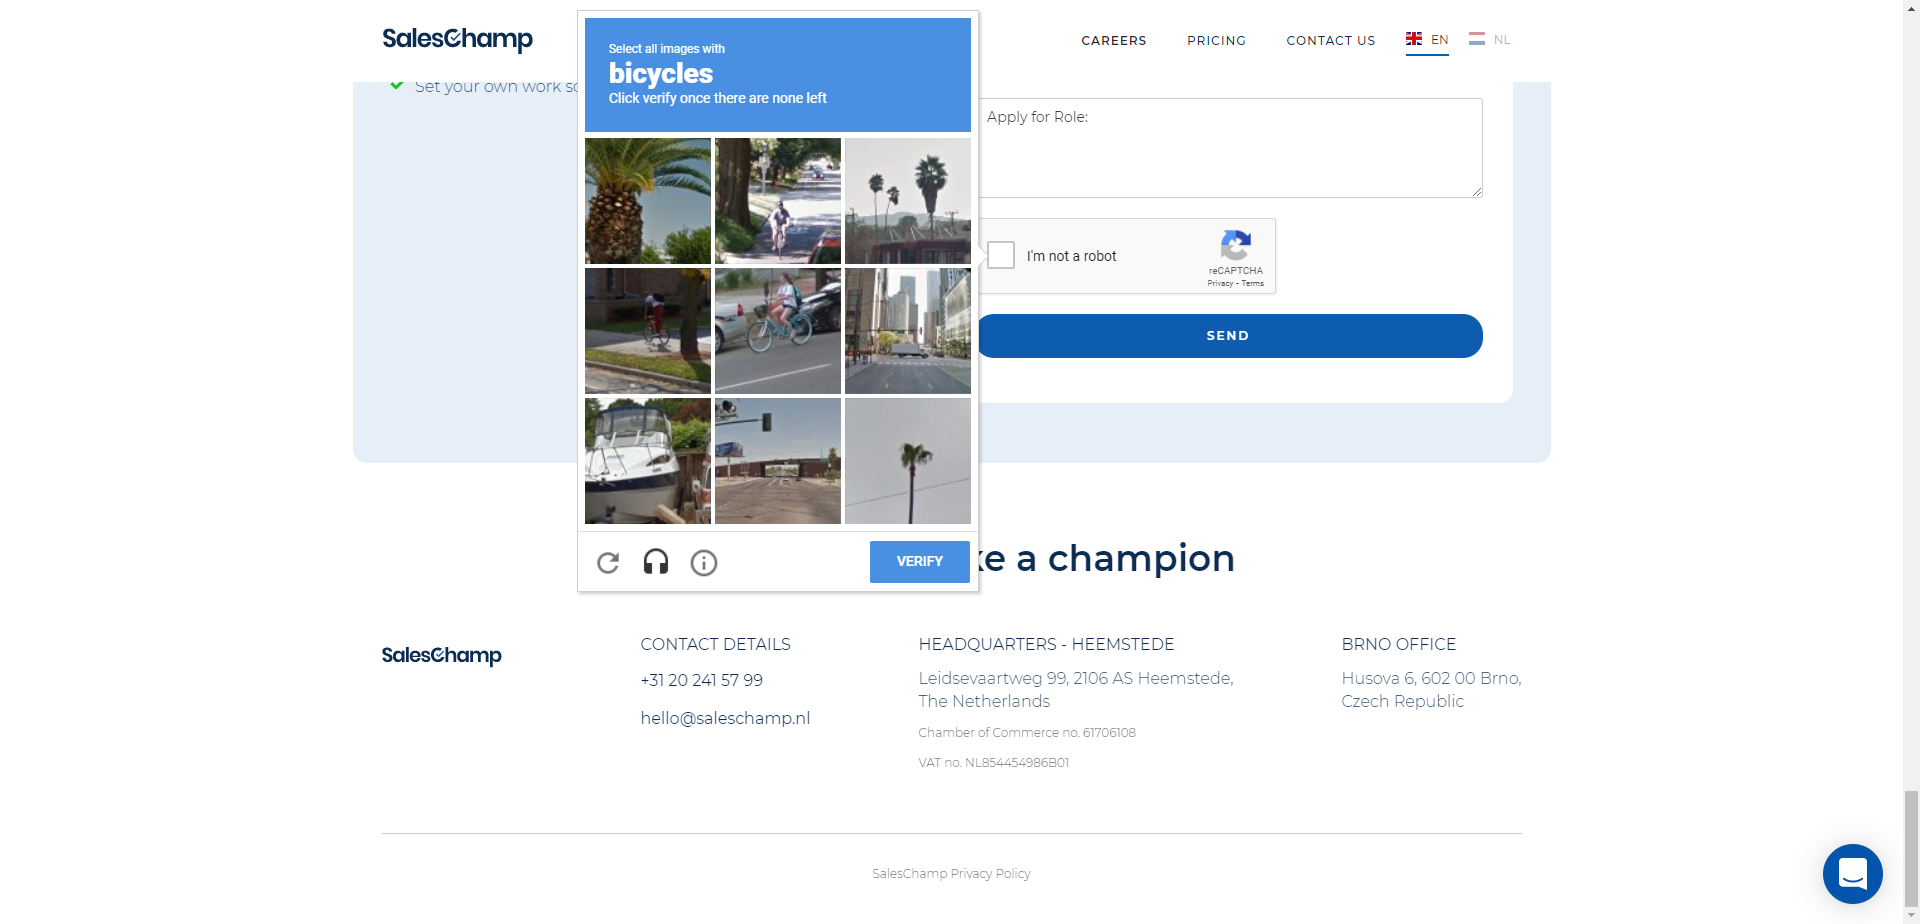 SalesChamp
CAREERS
PRICING
CONTACT US
EN
NL
Set your own work sc
Select all images with
bicycles
Click verify once there are none left
VERIFY
Apply for Role:
I'm not a robot
reCAPTCHA
Privacy - Terms
SEND
ke a champion
SalesChamp
CONTACT DETAILS
+31 20 241 57 99
hello@saleschamp.nl
HEADQUARTERS - HEEMSTEDE
Leidsevaartweg 99, 2106 AS Heemstede,
The Netherlands
Chamber of Commerce no. 61706108
VAT no. NL854454986B01
BRNO OFFICE
Husova 6, 602 00 Brno,
Czech Republic
SalesChamp Privacy Policy